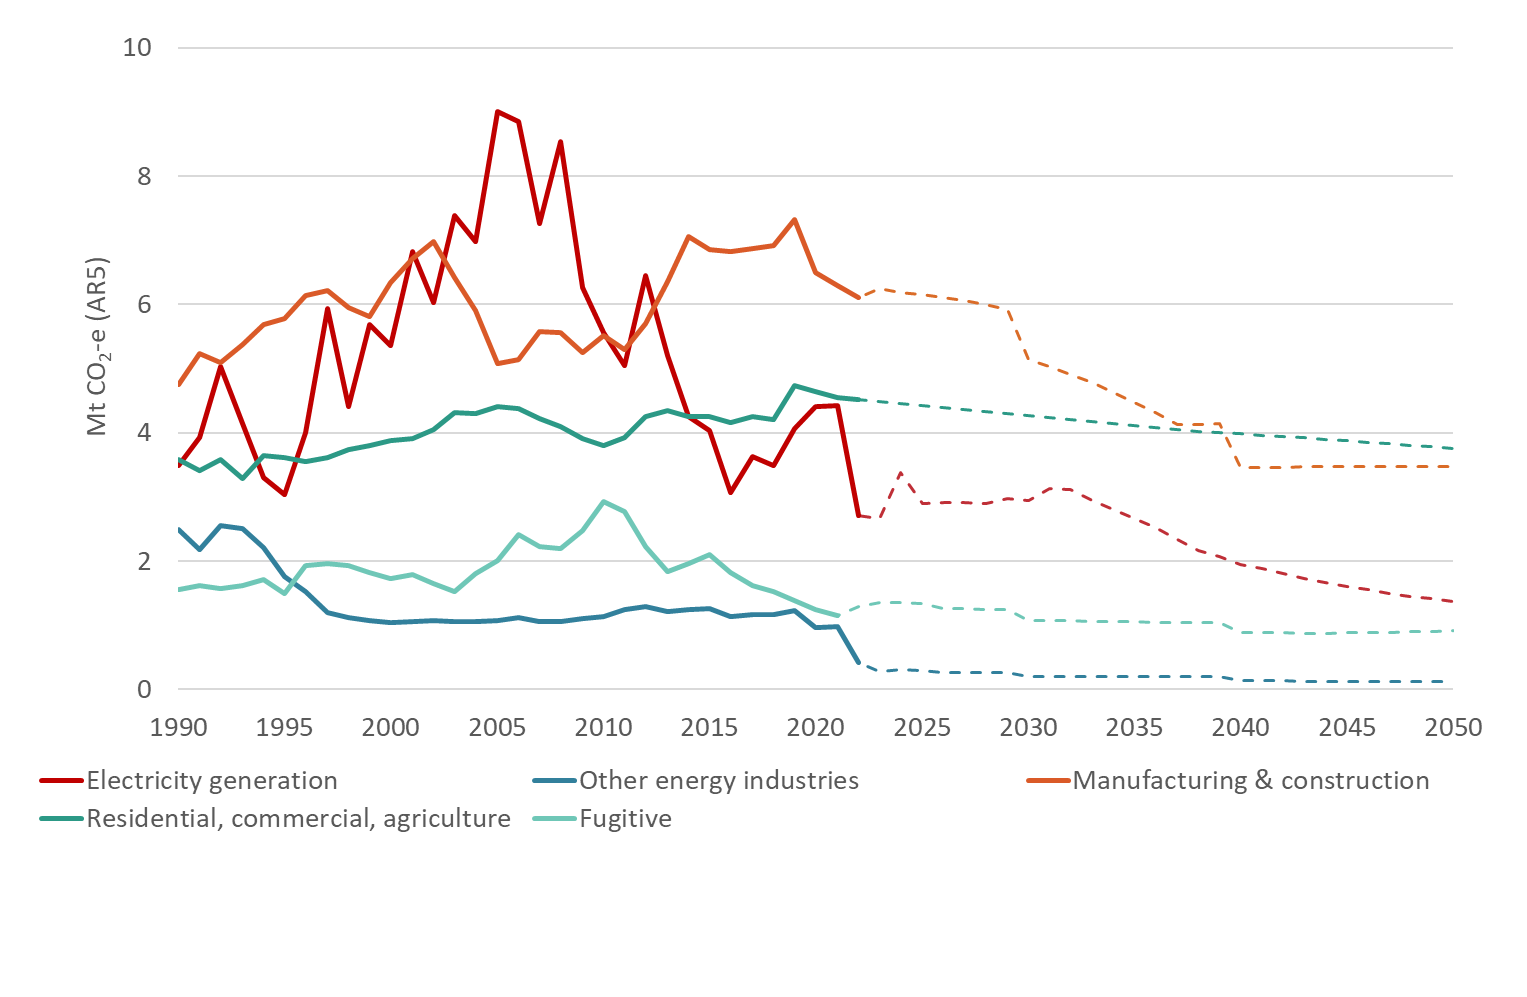 10
8
6
4
2
0
Mt CO₂-e (AR5)
1990 1995 2000 2005 2010 2015 2020 2025 2030 2035 2040 2045 2050
Electricity generation Other energy industries Manufacturing & construction
Residential, commercial, agriculture Fugitive